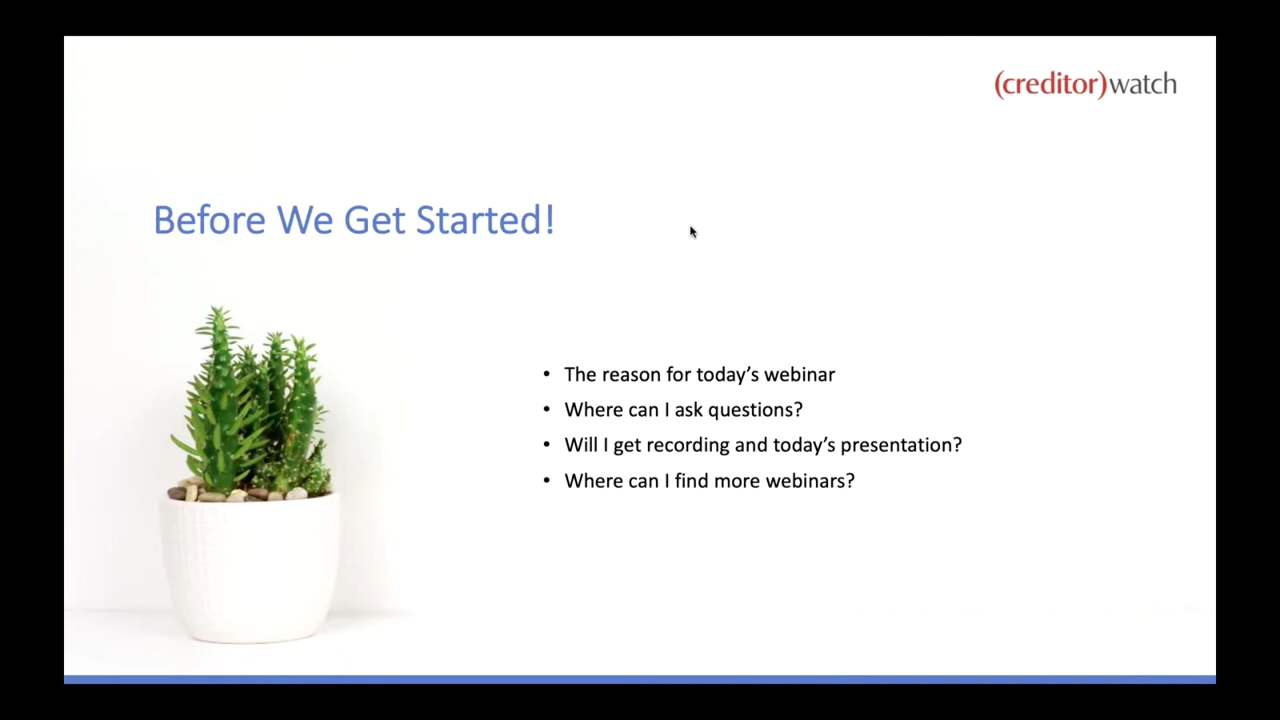 (creditor)watch
Before We Get Started!
• The reason for today’s webinar
• Where can I ask questions?
• Will I get recording and today’s presentation?
• Where can I find more webinars?